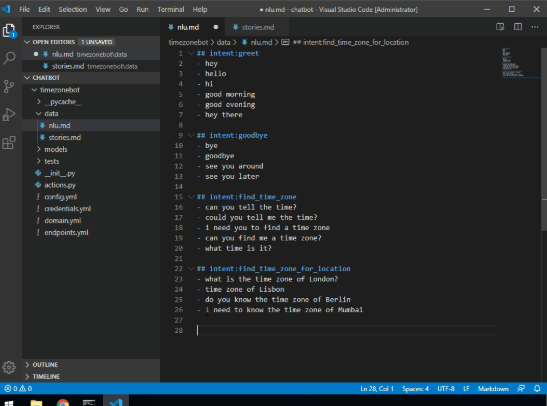 File Edit Selection View Go Run Terminal Help
● nlu.md - chatbot - Visual Studio Code [Administrator]
EXPLORER
OPEN EDITORS 1 UNSAVED
nlu.md timezonebot\data
stories.md timezonebot\data
CHATBOT
timezonebot
__pycache__
data
nlu.md
stories.md
models
tests
__init__.py
actions.py
config.yml
credentials.yml
domain.yml
endpoints.yml
OUTLINE
TIMELINE
nlu.md ● stories.md
timezonebot > data > nlu.md > ## intent:find_time_zone_for_location
1 ## intent:greet
2 - hey
3 - hello
4 - hi
5 - good morning
6 - good evening
7 - hey there
8
9 ## intent:goodbye
10 - bye
11 - goodbye
12 - see you around
13 - see you later
14
15 ## intent:find_time_zone
16 - can you tell the time?
17 - could you tell me the time?
18 - i need you to find a time zone
19 - can you find me a time zone?
20 - what time is it?
21
22 ## intent:find_time_zone_for_location
23 - what is the time zone of London?
24 - time zone of Lisbon
25 - do you know the time zone of Berlin
26 - i need to know the time zone of Mumbai
27
28
0 0 Ln 28, Col 1 Spaces: 4 UTF-8 LF Markdown